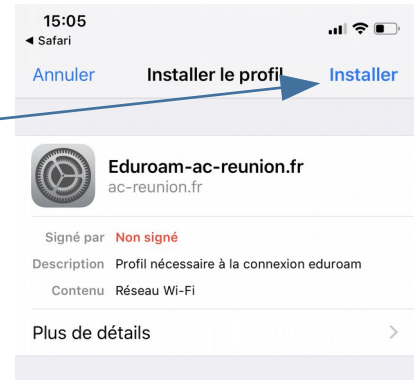 15:05
◀ Safari
Annuler Installer le profil Installer
Eduroam-ac-reunion.fr
ac-reunion.fr
Signé par Non signé
Description Profil nécessaire à la connexion eduroam
Contenu Réseau Wi-Fi
Plus de détails